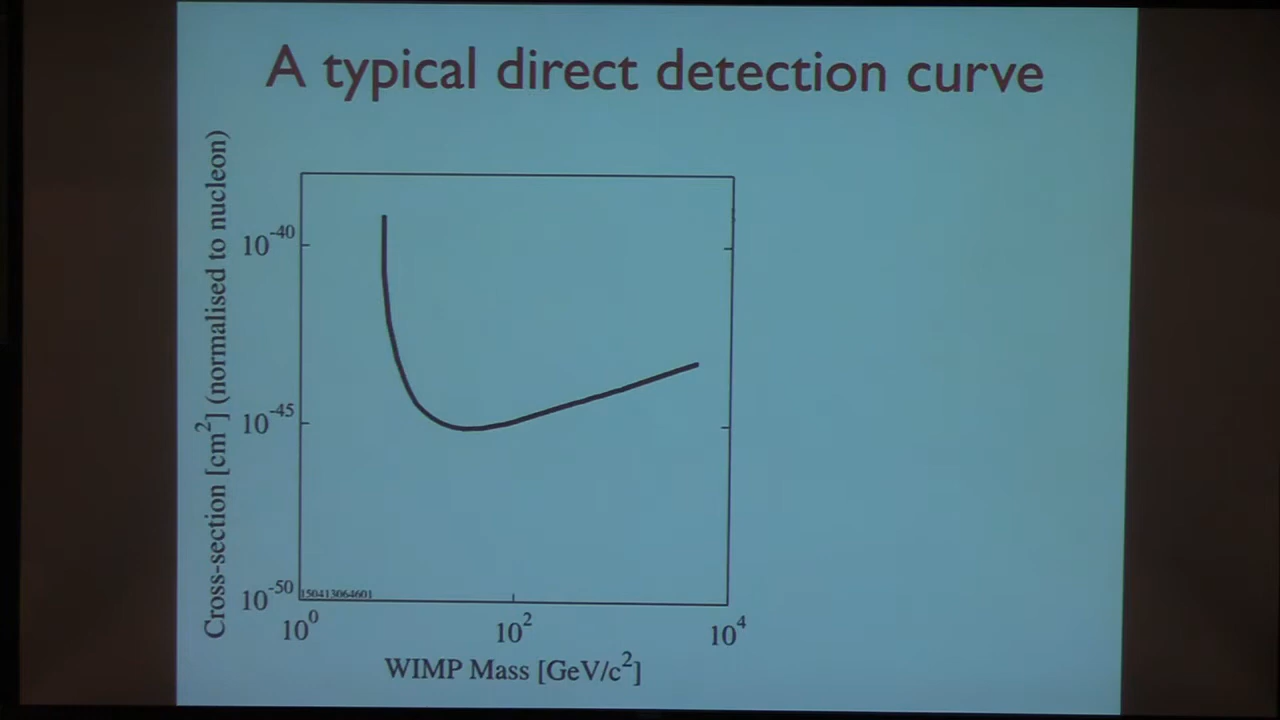 A typical direct detection curve
Cross-section [cm²] (normalised to nucleon)
10⁻⁴⁰
10⁻⁴⁵
10⁻⁵⁰
150413064601
10⁰
10²
10⁴
WIMP Mass [GeV/c²]